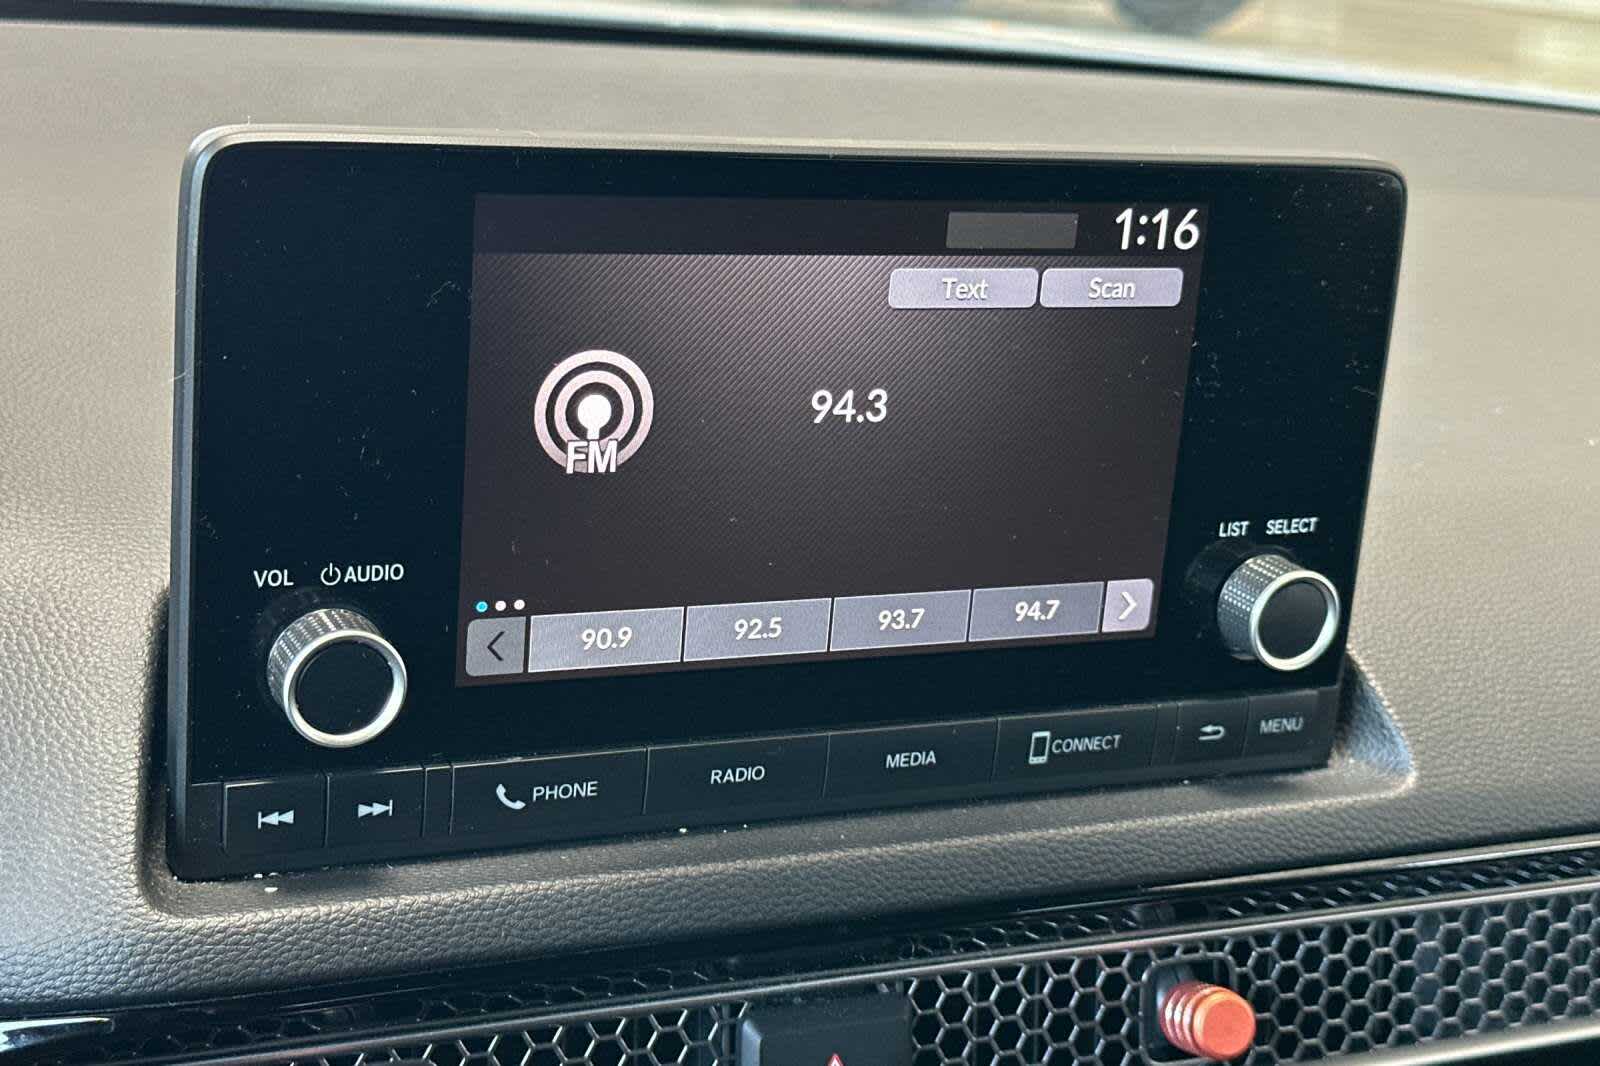 1:16
Text Scan
94.3
FM
LIST SELECT
VOL AUDIO
90.9 92.5 93.7 94.7
PHONE RADIO MEDIA CONNECT MENU